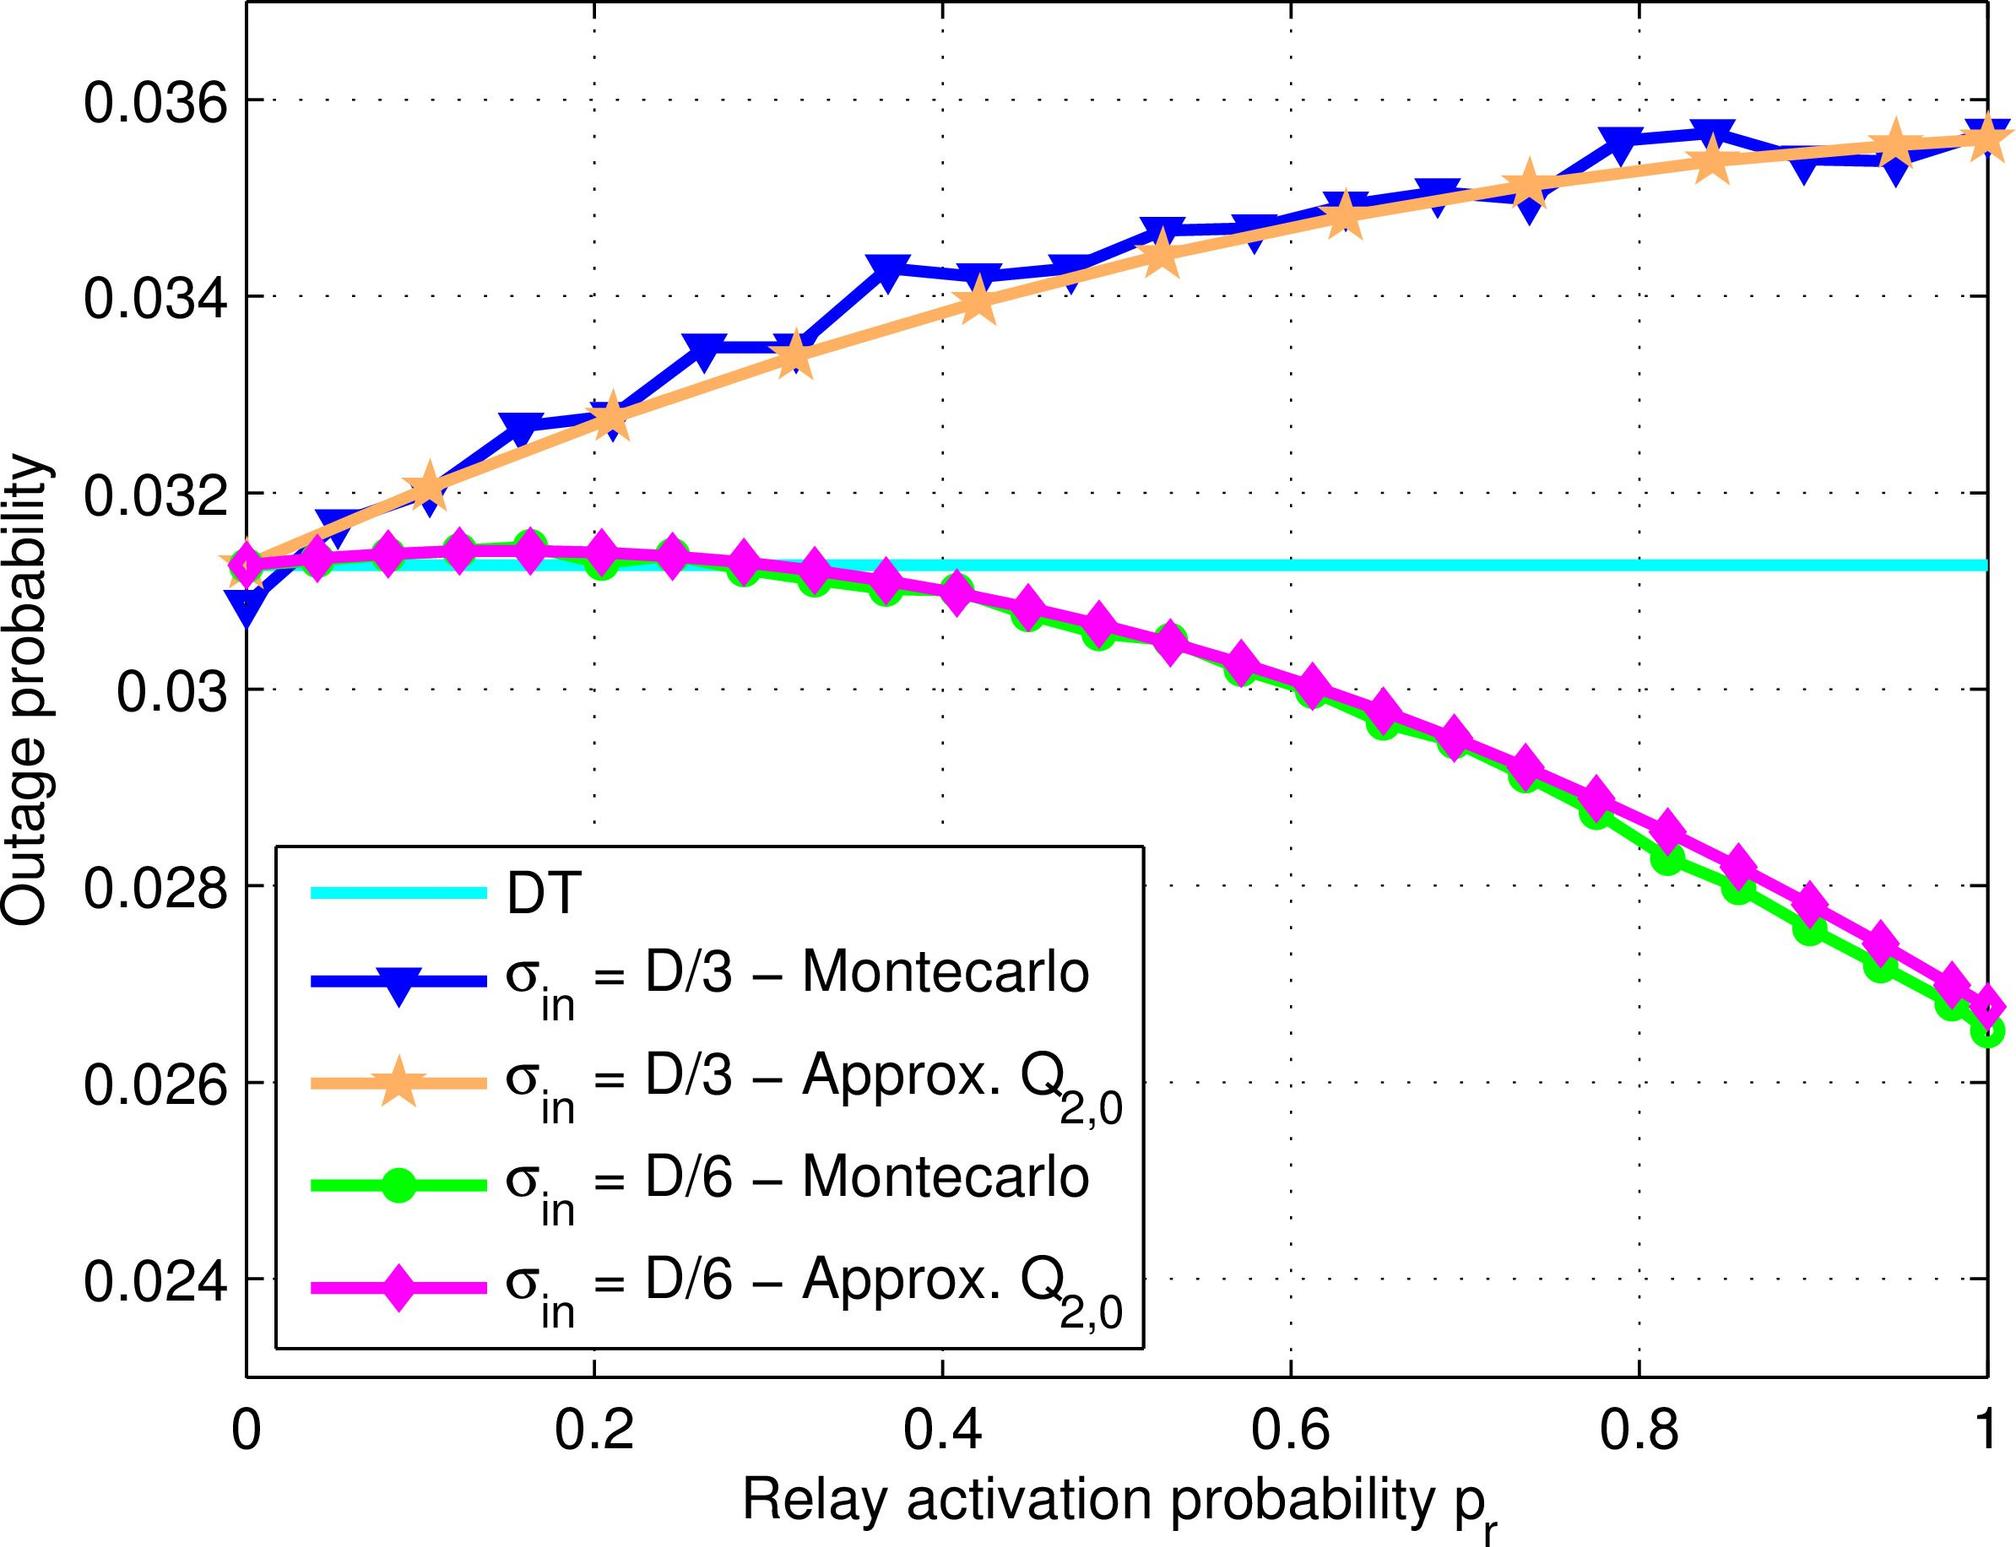 0.036
0.034
0.032
0.03
0.028
0.026
0.024
Outage probability
DT
σin = D/3 − Montecarlo
σin = D/3 − Approx. Q2,0
σin = D/6 − Montecarlo
σin = D/6 − Approx. Q2,0
0 0.2 0.4 0.6 0.8 1
Relay activation probability pr